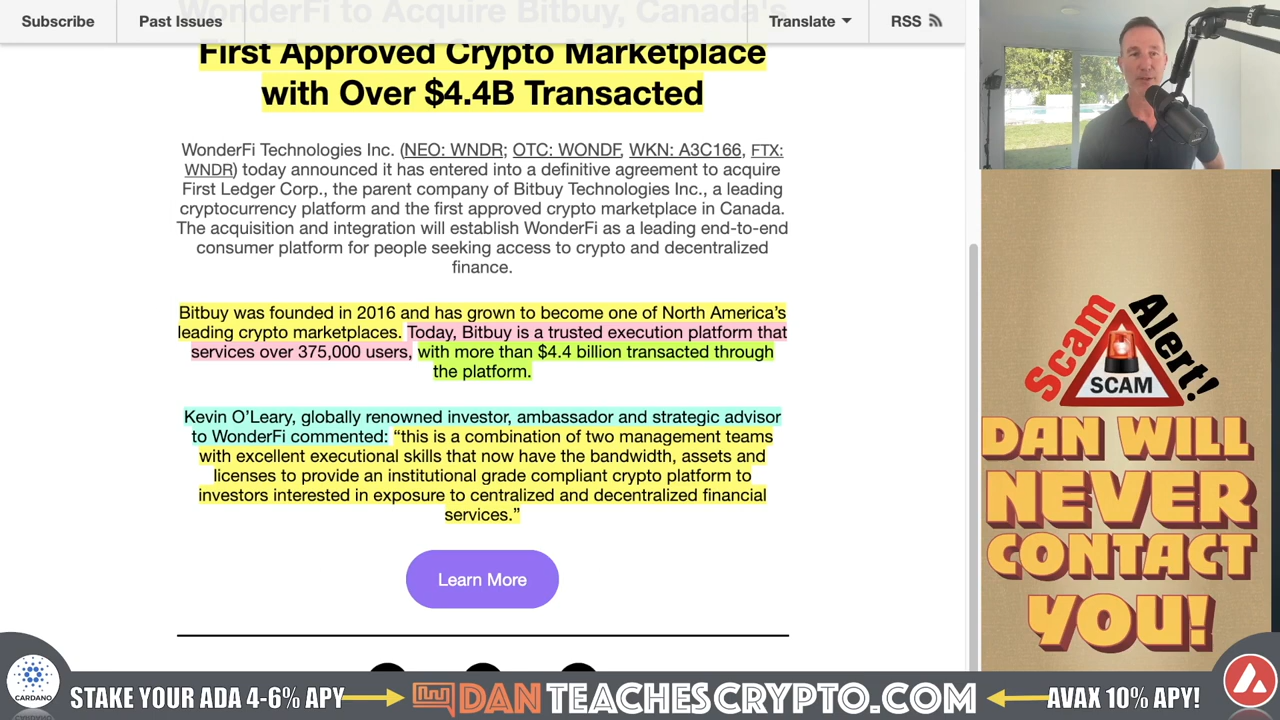 WonderFi to Acquire Bitbuy, Canada's
Subscribe
Past Issues
Translate
RSS
First Approved Crypto Marketplace
with Over $4.4B Transacted
WonderFi Technologies Inc. (NEO: WNDR; OTC: WONDF, WKN: A3C166, FTX:
WNDR) today announced it has entered into a definitive agreement to acquire
First Ledger Corp., the parent company of Bitbuy Technologies Inc., a leading
cryptocurrency platform and the first approved crypto marketplace in Canada.
The acquisition and integration will establish WonderFi as a leading end-to-end
consumer platform for people seeking access to crypto and decentralized
finance.
Bitbuy was founded in 2016 and has grown to become one of North America’s
leading crypto marketplaces. Today, Bitbuy is a trusted execution platform that
services over 375,000 users, with more than $4.4 billion transacted through
the platform.
Kevin O’Leary, globally renowned investor, ambassador and strategic advisor
to WonderFi commented: “this is a combination of two management teams
with excellent executional skills that now have the bandwidth, assets and
licenses to provide an institutional grade compliant crypto platform to
investors interested in exposure to centralized and decentralized financial
services.”
Learn More
Scam Alert!
SCAM
DAN WILL
NEVER
CONTACT
YOU!
CARDANO
STAKE YOUR ADA 4-6% APY
DANTEACHESCRYPTO.COM
AVAX 10% APY!